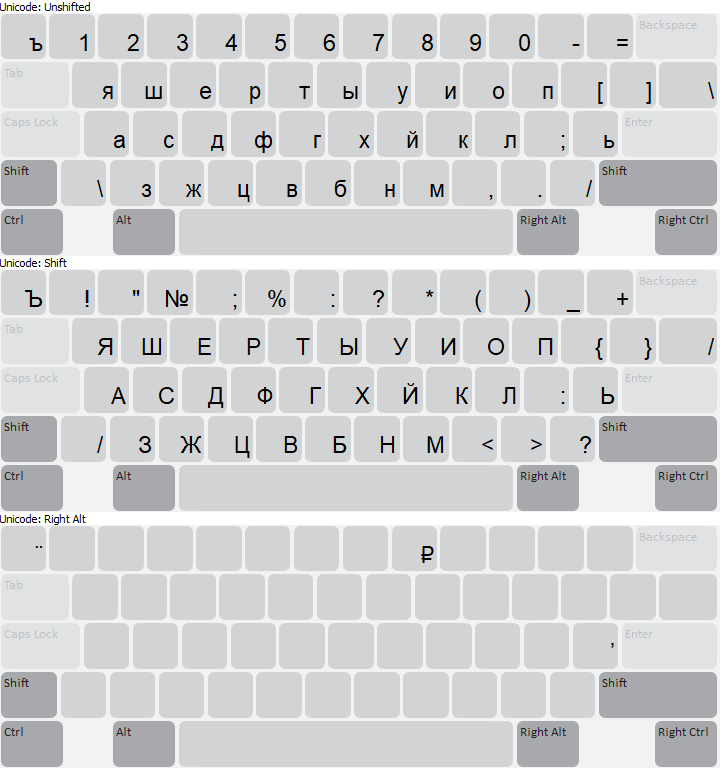 Unicode: Unshifted
ъ 1 2 3 4 5 6 7 8 9 0 - = Backspace
Tab я ш е р т ы у и о п [ ] \
Caps Lock а с д ф г х й к л ; ь Enter
Shift \ з ж ц в б н м , . / Shift
Ctrl Alt Right Alt Right Ctrl
Unicode: Shift
Ъ ! " № ; % : ? * ( ) _ + Backspace
Tab Я Ш Е Р Т Ы У И О П { } /
Caps Lock А С Д Ф Г Х Й К Л : Ь Enter
Shift / З Ж Ц В Б Н М < > ? Shift
Ctrl Alt Right Alt Right Ctrl
Unicode: Right Alt
¨ ₽ Backspace
Tab
Caps Lock ’ Enter
Shift Shift
Ctrl Alt Right Alt Right Ctrl